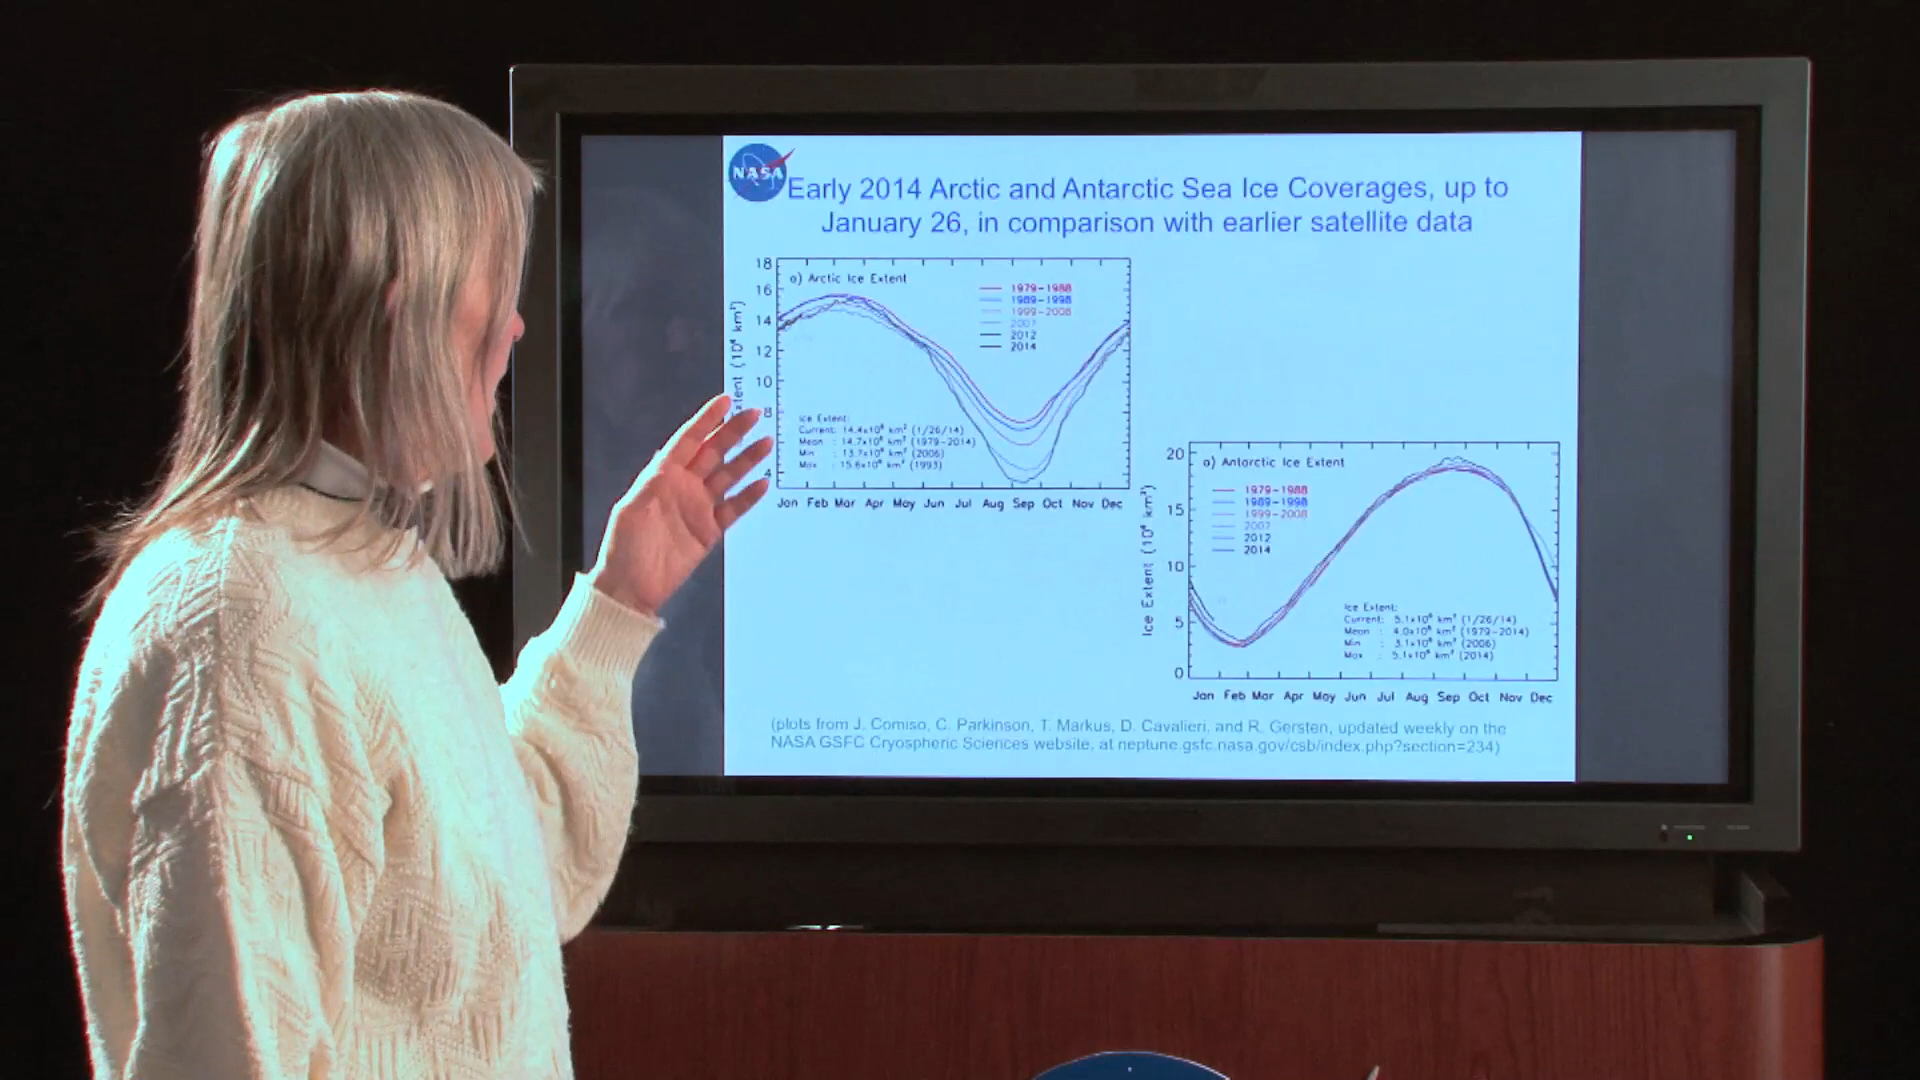 NASA
Early 2014 Arctic and Antarctic Sea Ice Coverages, up to
January 26, in comparison with earlier satellite data
a) Arctic Ice Extent
1979-1988
1989-1998
1999-2008
2007
2012
2014
18
16
14
12
10
8
4
Extent (10⁶ km²)
Ice Extent:
Current: 14.4x10⁶ km² (1/26/14)
Mean : 14.7x10⁶ km² (1979-2014)
Min : 13.7x10⁶ km² (2006)
Max : 15.6x10⁶ km² (1993)
Jan Feb Mar Apr May Jun Jul Aug Sep Oct Nov Dec
a) Antarctic Ice Extent
1979-1988
1989-1998
1999-2008
2007
2012
2014
20
15
10
5
0
Ice Extent (10⁶ km²)
Ice Extent:
Current: 5.1x10⁶ km² (1/26/14)
Mean : 4.0x10⁶ km² (1979-2014)
Min : 3.1x10⁶ km² (2006)
Max : 5.1x10⁶ km² (2014)
Jan Feb Mar Apr May Jun Jul Aug Sep Oct Nov Dec
(plots from J. Comiso, C. Parkinson, T. Markus, D. Cavalieri, and R. Gersten, updated weekly on the
NASA GSFC Cryospheric Sciences website, at neptune.gsfc.nasa.gov/csb/index.php?section=234)